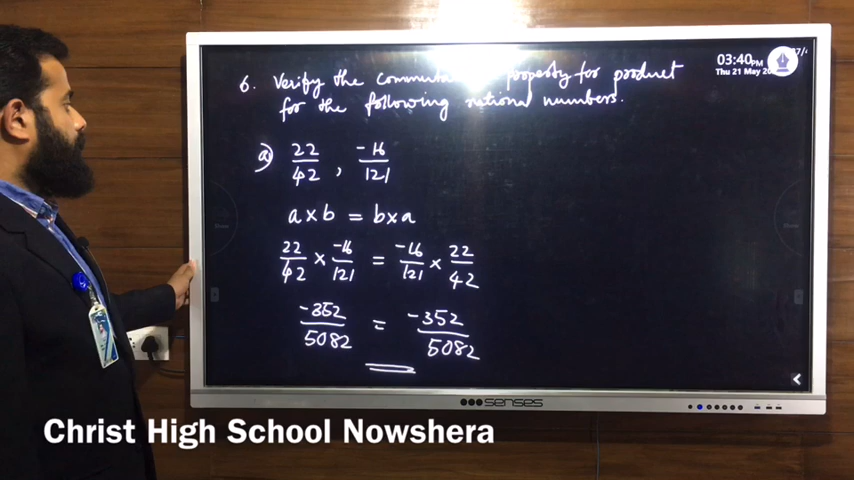 03:40PM
Thu 21 May 20
6. Verify the commuta property for product
for the following rational numbers.
a) 22/42 , -16/121
a×b = b×a
22/42 × -16/121 = -16/121 × 22/42
-352/5082 = -352/5082
senses
Christ High School Nowshera